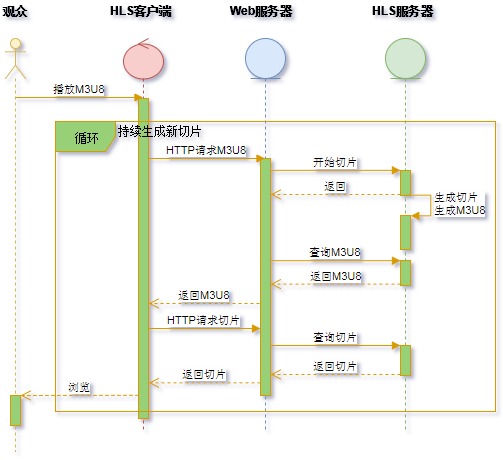 观众
HLS客户端
Web服务器
HLS服务器
播放M3U8
循环
持续生成新切片
HTTP请求M3U8
开始切片
返回
生成切片
生成M3U8
查询M3U8
返回M3U8
返回M3U8
HTTP请求切片
查询切片
返回切片
返回切片
浏览